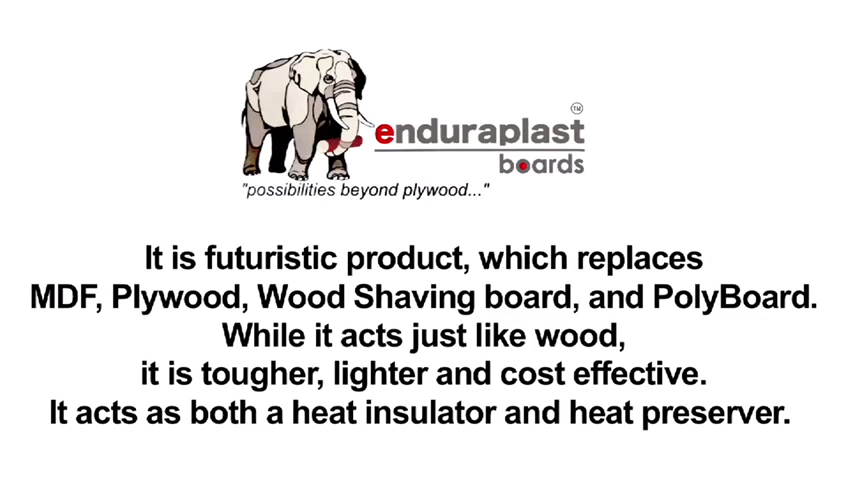 TM
enduraplast
boards
"possibilities beyond plywood..."
It is futuristic product, which replaces
MDF, Plywood, Wood Shaving board, and PolyBoard.
While it acts just like wood,
it is tougher, lighter and cost effective.
It acts as both a heat insulator and heat preserver.